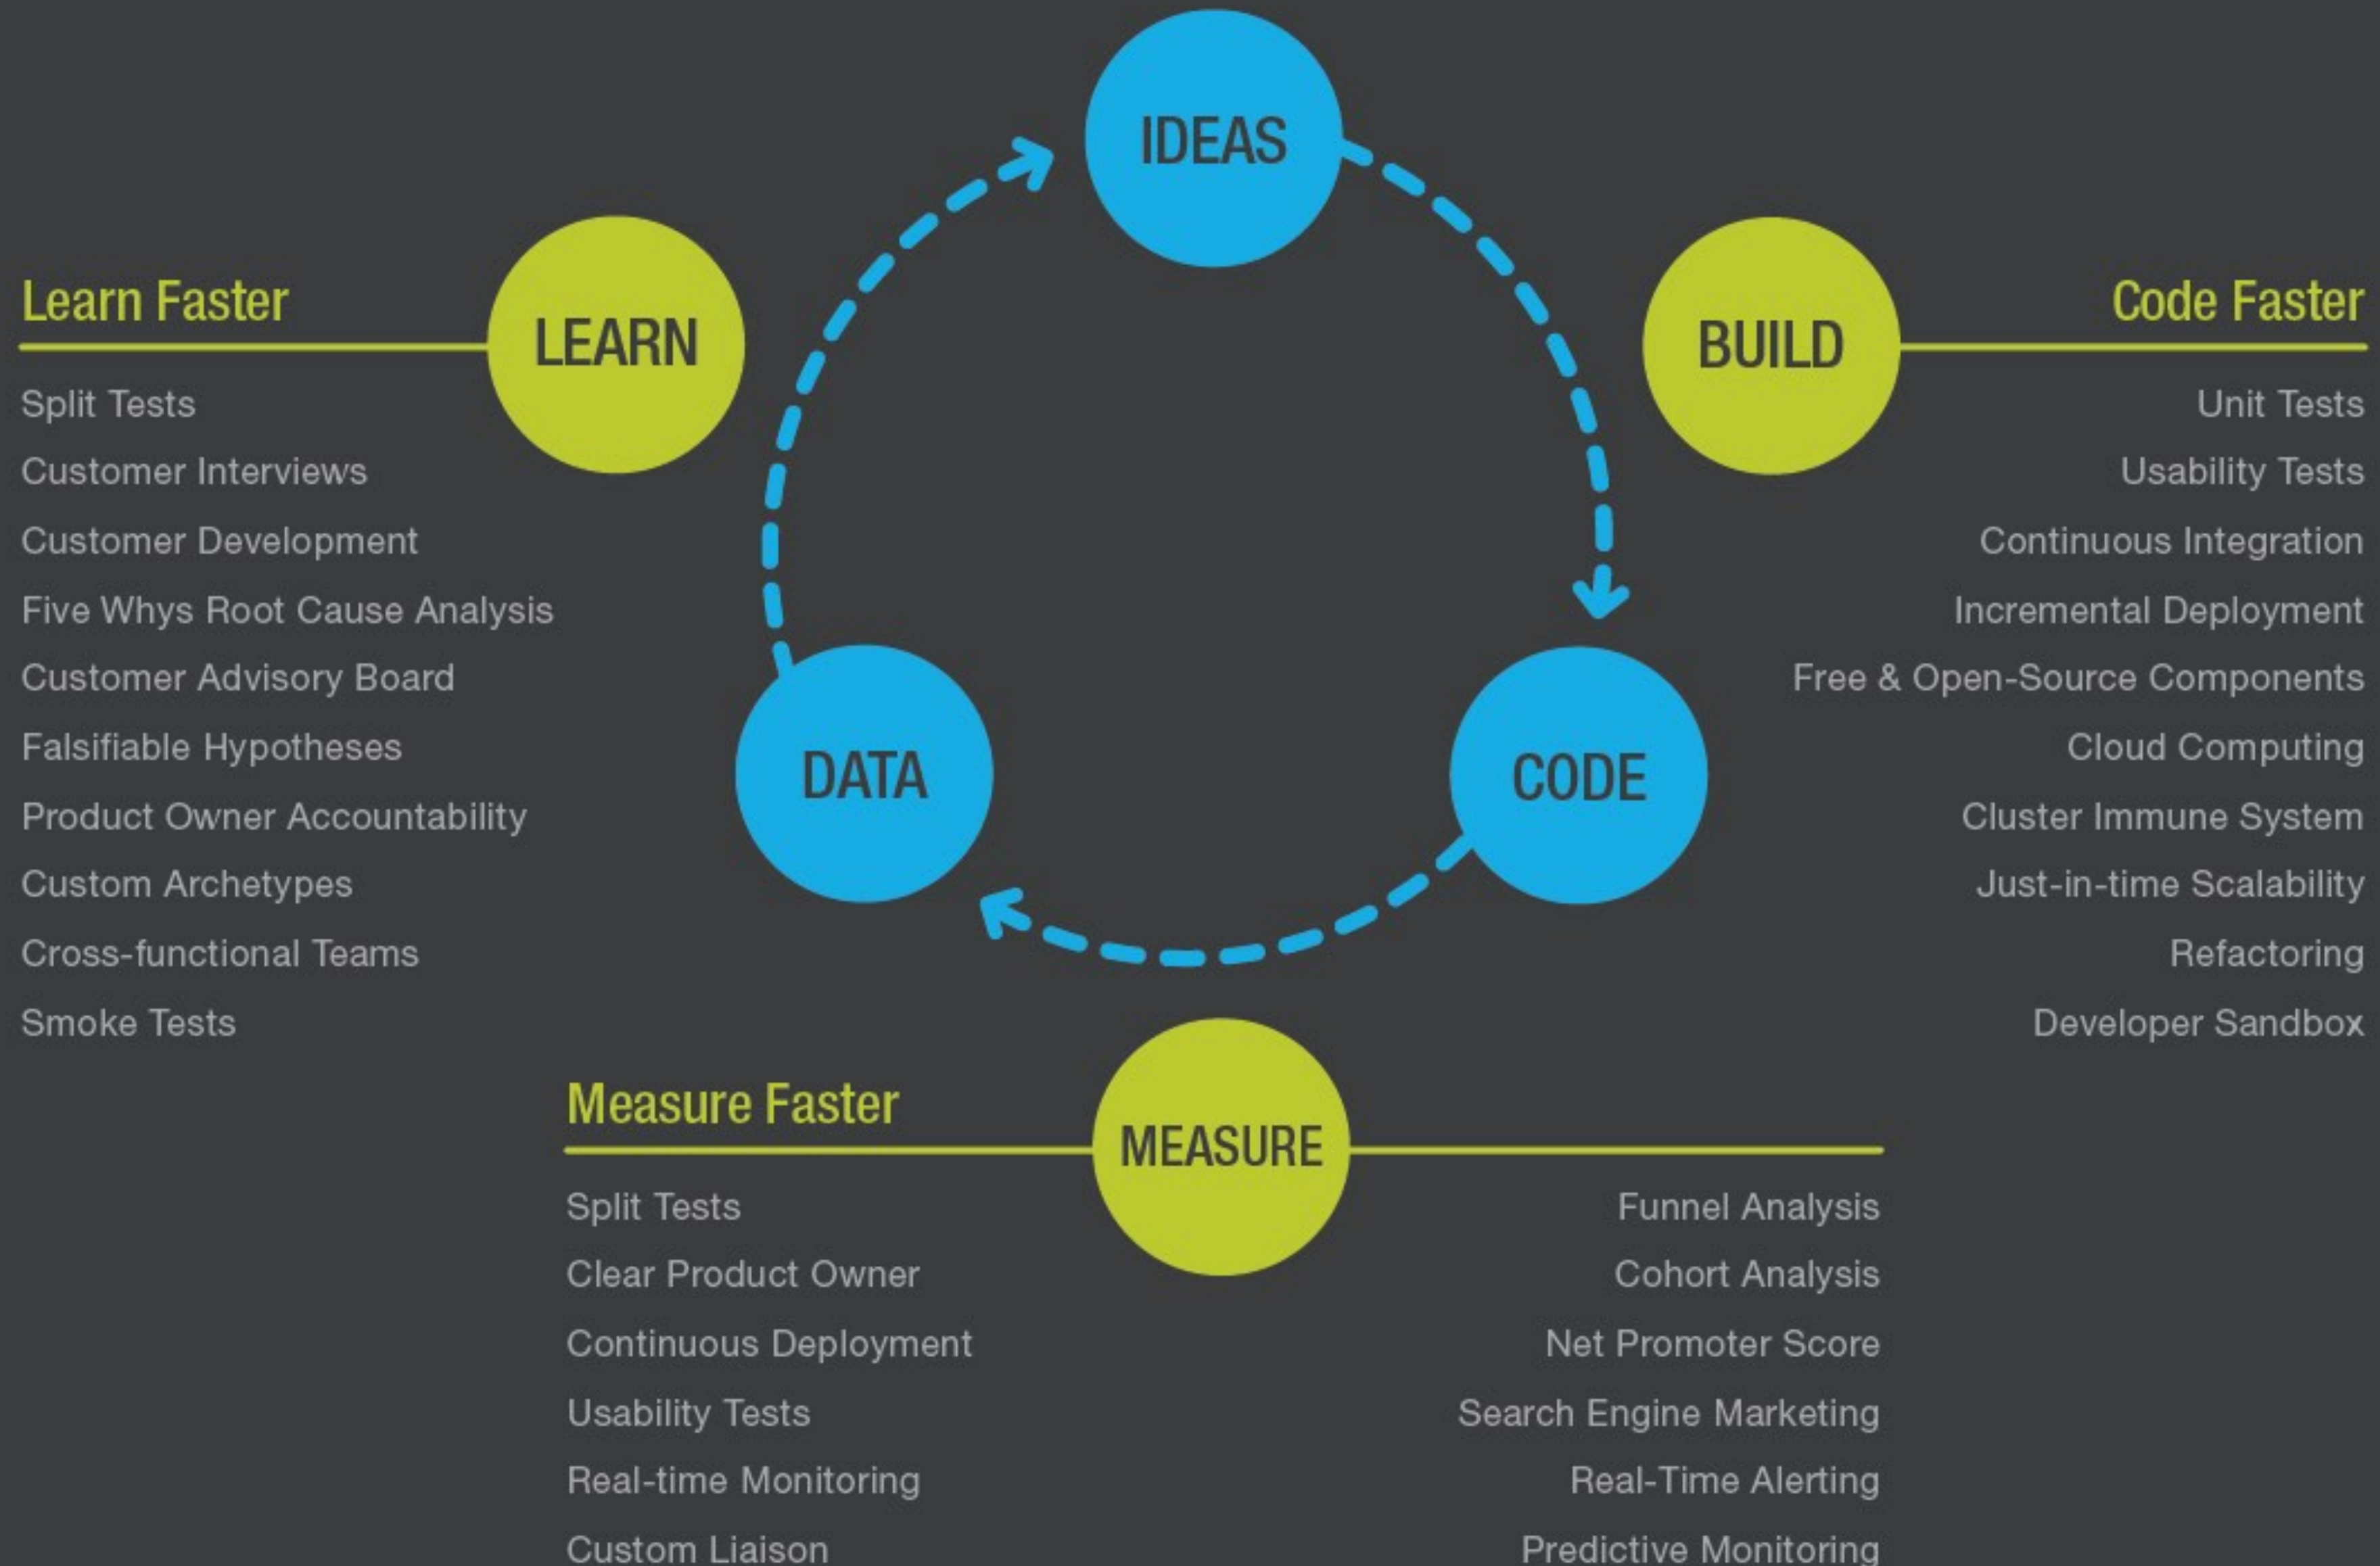 IDEAS
Learn Faster
LEARN
Split Tests
Customer Interviews
Customer Development
Five Whys Root Cause Analysis
Customer Advisory Board
Falsifiable Hypotheses
Product Owner Accountability
Custom Archetypes
Cross-functional Teams
Smoke Tests
BUILD
Code Faster
Unit Tests
Usability Tests
Continuous Integration
Incremental Deployment
Free & Open-Source Components
Cloud Computing
Cluster Immune System
Just-in-time Scalability
Refactoring
Developer Sandbox
DATA
CODE
Measure Faster
MEASURE
Split Tests
Clear Product Owner
Continuous Deployment
Usability Tests
Real-time Monitoring
Custom Liaison
Funnel Analysis
Cohort Analysis
Net Promoter Score
Search Engine Marketing
Real-Time Alerting
Predictive Monitoring